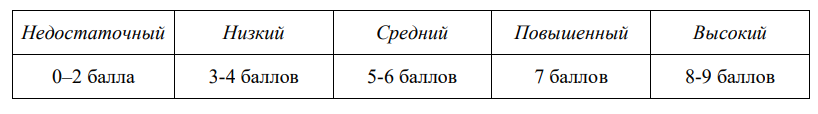 Недостаточный Низкий Средний Повышенный Высокий
0–2 балла 3-4 баллов 5-6 баллов 7 баллов 8-9 баллов